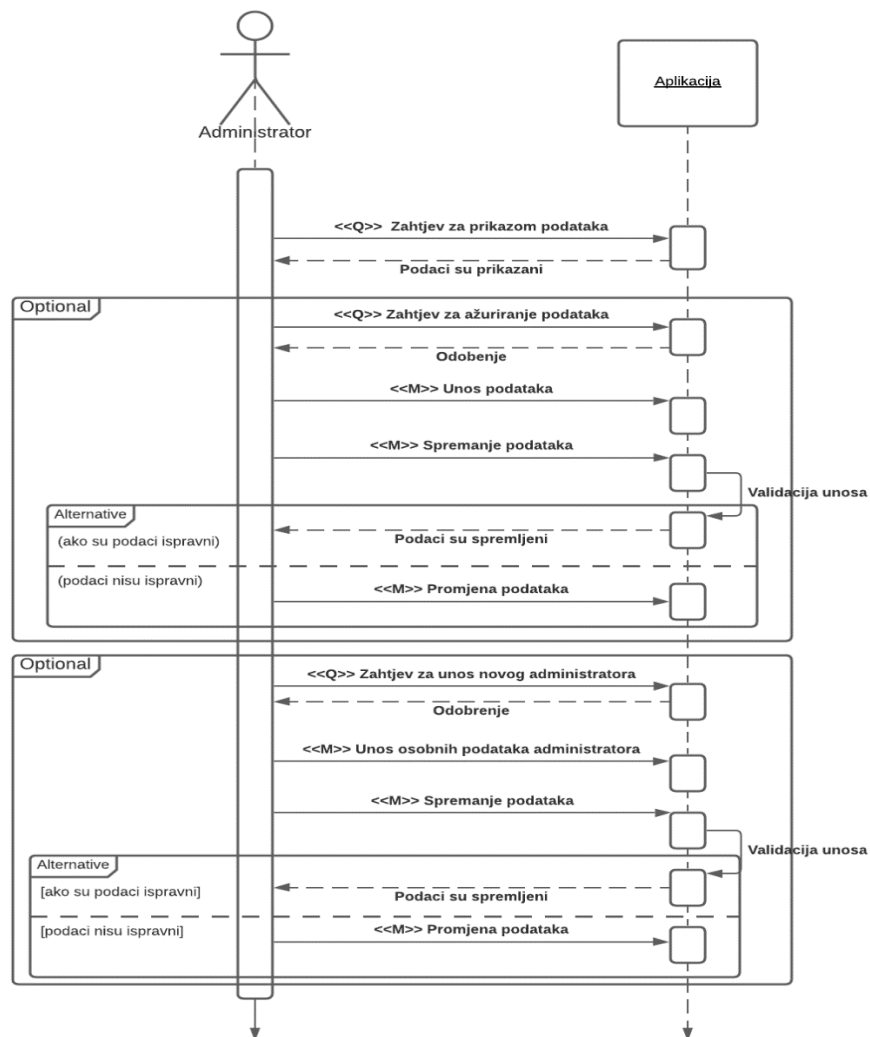 Aplikacija
Administrator
<<Q>> Zahtjev za prikazom podataka
Podaci su prikazani
Optional
<<Q>> Zahtjev za ažuriranje podataka
Odobenje
<<M>> Unos podataka
<<M>> Spremanje podataka
Validacija unosa
Alternative
(ako su podaci ispravni)
Podaci su spremljeni
(podaci nisu ispravni)
<<M>> Promjena podataka
Optional
<<Q>> Zahtjev za unos novog administratora
Odobrenje
<<M>> Unos osobnih podataka administratora
<<M>> Spremanje podataka
Validacija unosa
Alternative
[ako su podaci ispravni]
Podaci su spremljeni
[podaci nisu ispravni]
<<M>> Promjena podataka